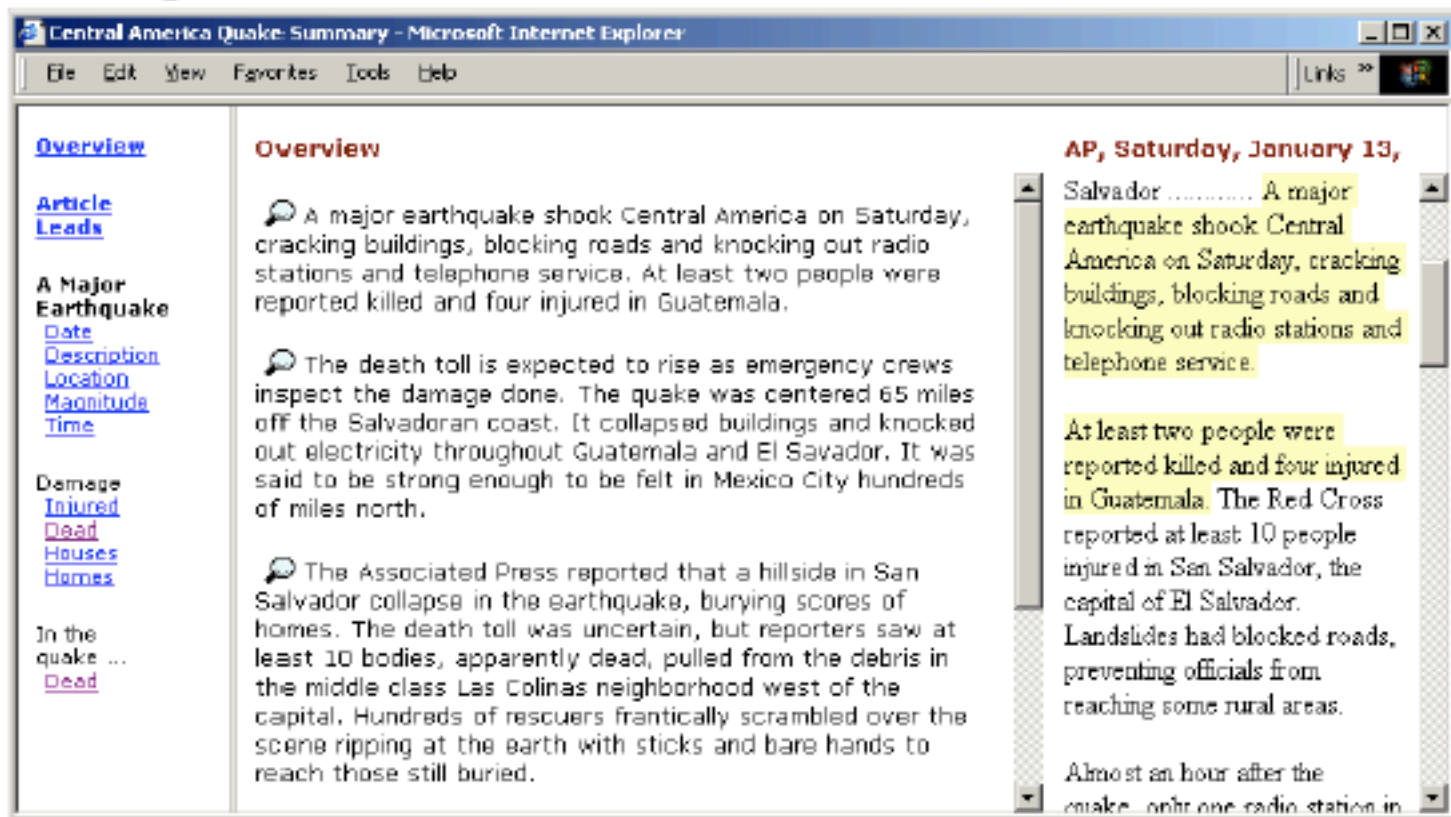 Central America Quake Summary - Microsoft Internet Explorer
File Edit View Favorites Tools Help
Links »
Overview
Article
Leads
A Major
Earthquake
Date
Description
Location
Magnitude
Time
Damage
Injured
Dead
Houses
Homes
In the
quake ...
Dead
Overview
A major earthquake shook Central America on Saturday,
cracking buildings, blocking roads and knocking out radio
stations and telephone service. At least two people were
reported killed and four injured in Guatemala.
The death toll is expected to rise as emergency crews
inspect the damage done. The quake was centered 65 miles
off the Salvadoran coast. It collapsed buildings and knocked
out electricity throughout Guatemala and El Savador. It was
said to be strong enough to be felt in Mexico City hundreds
of miles north.
The Associated Press reported that a hillside in San
Salvador collapse in the earthquake, burying scores of
homes. The death toll was uncertain, but reporters saw at
least 10 bodies, apparently dead, pulled from the debris in
the middle class Las Colinas neighborhood west of the
capital. Hundreds of rescuers frantically scrambled over the
scene ripping at the earth with sticks and bare hands to
reach those still buried.
AP, Saturday, January 13,
Salvador ............ A major
earthquake shook Central
America on Saturday, cracking
buildings, blocking roads and
knocking out radio stations and
telephone service.
At least two people were
reported killed and four injured
in Guatemala. The Red Cross
reported at least 10 people
injured in San Salvador, the
capital of El Salvador.
Landslides had blocked roads,
preventing officials from
reaching some rural areas.
Almost an hour after the
quake, only one radio station in